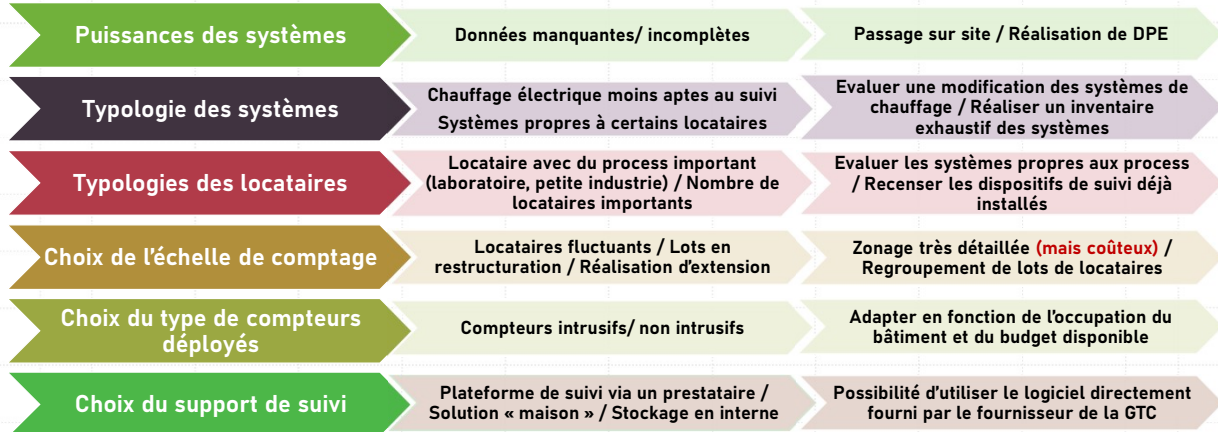 Puissances des systèmes
Données manquantes/ incomplètes
Passage sur site / Réalisation de DPE
Typologie des systèmes
Chauffage électrique moins aptes au suivi
Systèmes propres à certains locataires
Evaluer une modification des systèmes de
chauffage / Réaliser un inventaire
exhaustif des systèmes
Typologies des locataires
Locataire avec du process important
(laboratoire, petite industrie) / Nombre de
locataires importants
Evaluer les systèmes propres aux process
/ Recenser les dispositifs de suivi déjà
installés
Choix de l'échelle de comptage
Locataires fluctuants / Lots en
restructuration / Réalisation d'extension
Zonage très détaillée (mais coûteux) /
Regroupement de lots de locataires
Choix du type de compteurs
déployés
Compteurs intrusifs/ non intrusifs
Adapter en fonction de l'occupation du
bâtiment et du budget disponible
Choix du support de suivi
Plateforme de suivi via un prestataire /
Solution « maison » / Stockage en interne
Possibilité d'utiliser le logiciel directement
fourni par le fournisseur de la GTC